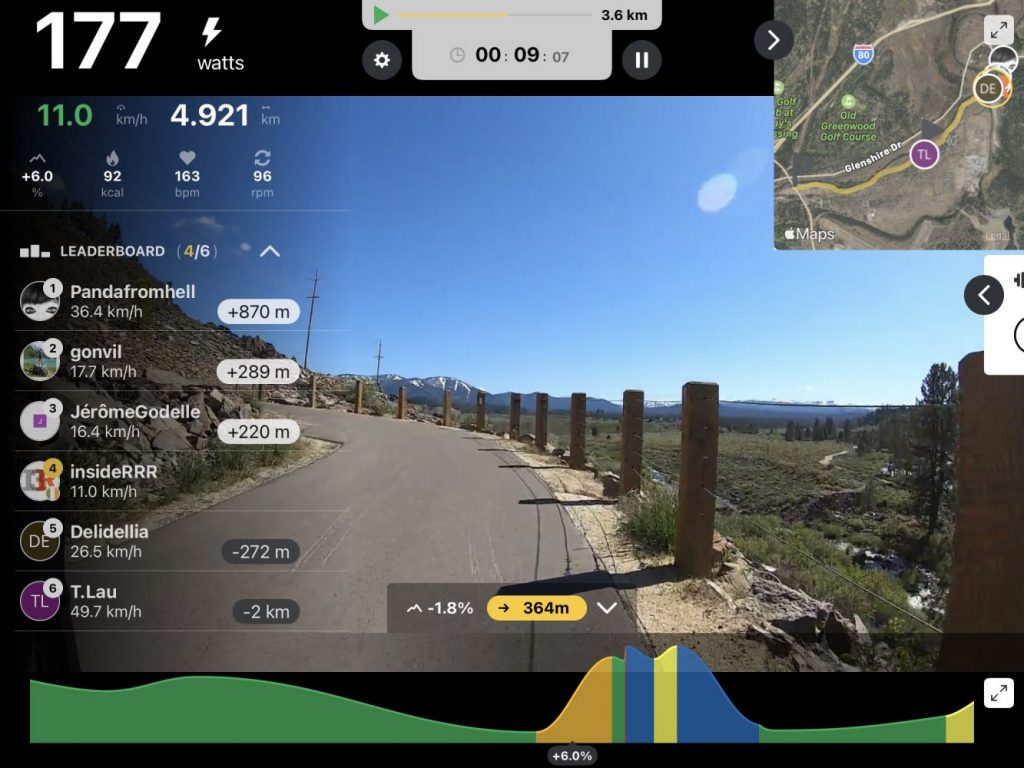 177
watts
3.6 km
00:09:07
11.0 km/h 4.921 km
+6.0 92 163 96
% kcal bpm rpm
LEADERBOARD (4/6)
1 Pandafromhell
36.4 km/h +870 m
2 gonvil
17.7 km/h +289 m
3 JérômeGodelle
16.4 km/h +220 m
4 insideRRR
11.0 km/h
DE 5 Delidellia
26.5 km/h -272 m
TL 6 T.Lau
49.7 km/h -2 km
-1.8% → 364m
+6.0%
80
DE
Golf
Old
Greenwood
Golf Course
Glenshire Dr
TL
Maps
Legal